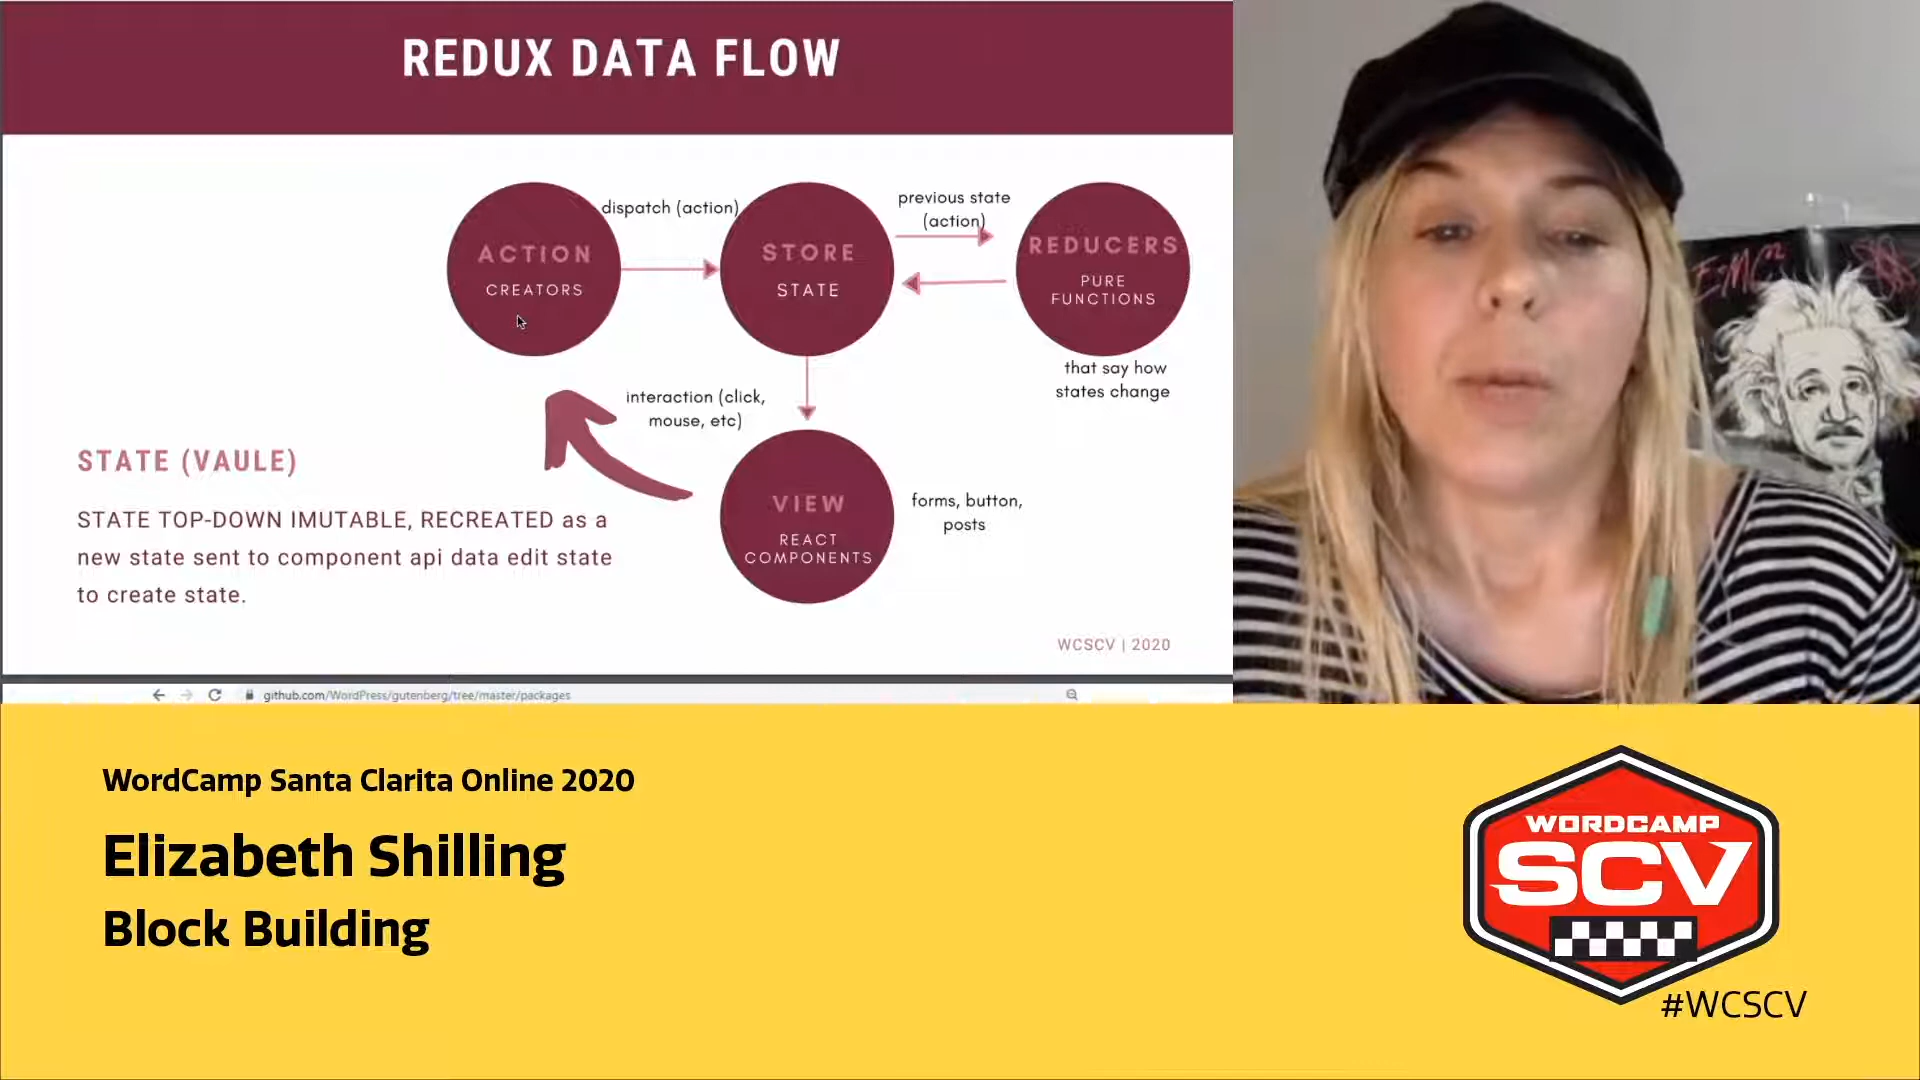 REDUX DATA FLOW
dispatch (action)
previous state
(action)
ACTION
CREATORS
STORE
STATE
REDUCERS
PURE
FUNCTIONS
that say how
states change
interaction (click,
mouse, etc)
VIEW
REACT
COMPONENTS
forms, button,
posts
STATE (VAULE)
STATE TOP-DOWN IMUTABLE, RECREATED as a
new state sent to component api data edit state
to create state.
WCSCV | 2020
github.com/WordPress/gutenberg/tree/master/packages
E=MC²
WordCamp Santa Clarita Online 2020
Elizabeth Shilling
Block Building
WORDCAMP
SCV
#WCSCV